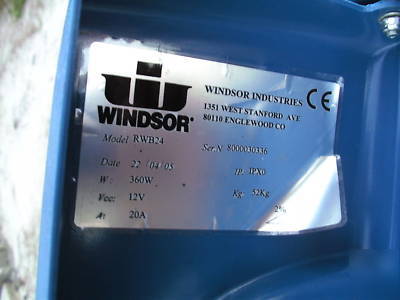 WINDSOR®
WINDSOR INDUSTRIES CE
1351 WEST STANFORD AVE
80110 ENGLEWOOD CO
Model RWB24
Ser.N 8000030336
Date 22/04/05
IP: IPX0
W: 360W
Kg: 52Kg
Vcc: 12V
2%
A: 20A